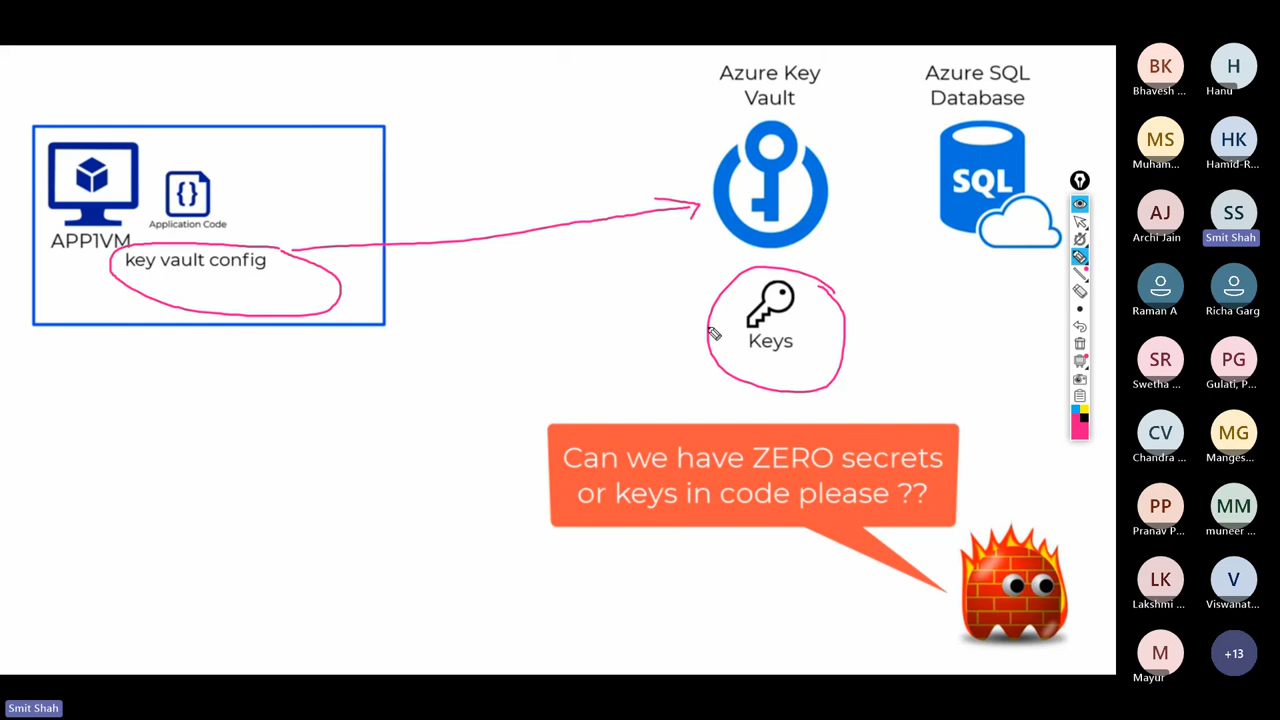 Azure Key
Vault
Azure SQL
Database
SQL
{}
Application Code
APP1VM
key vault config
Keys
Can we have ZERO secrets
or keys in code please ??
BK
Bhavesh ...
H
Hanu
MS
Muham...
HK
Hamid-R...
AJ
Archi Jain
SS
Smit Shah
Raman A
Richa Garg
SR
Swetha ...
PG
Gulati, P...
CV
Chandra ...
MG
Manges...
PP
Pranav P...
MM
muneer ...
LK
Lakshmi ...
V
Viswanat...
M
Mayur
+13
Smit Shah